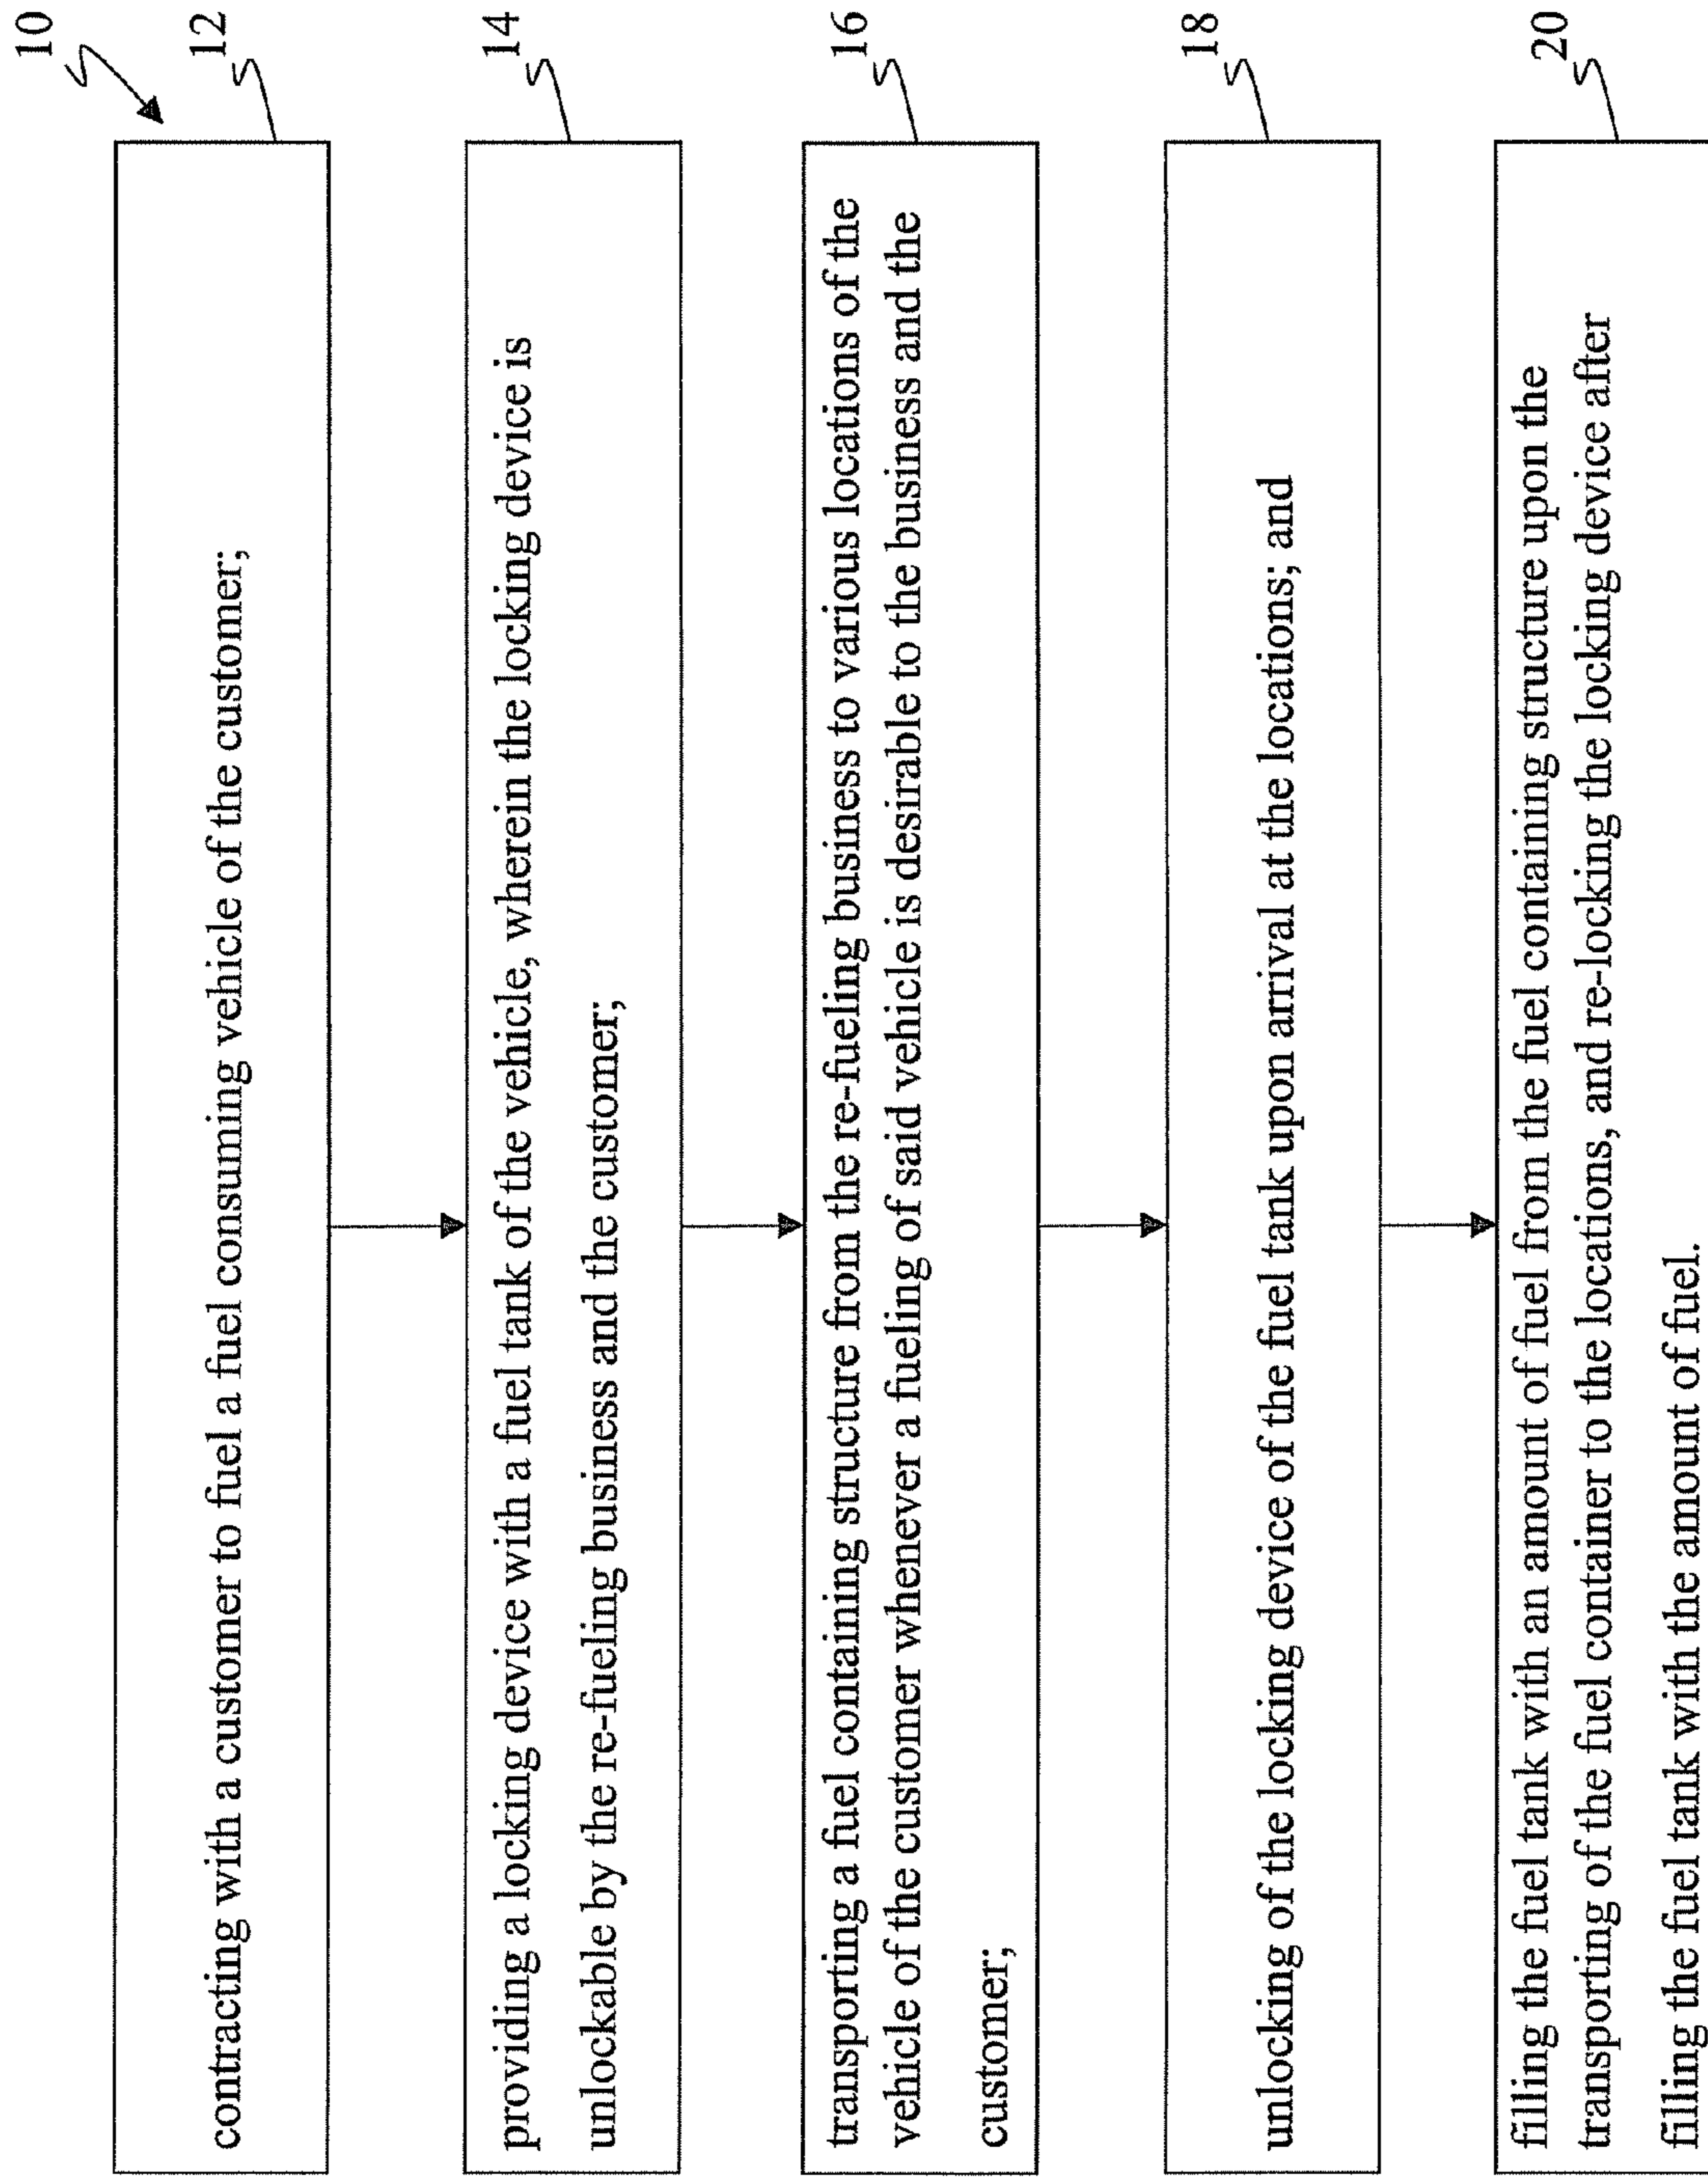 10
12
contracting with a customer to fuel a fuel consuming vehicle of the customer;
14
providing a locking device with a fuel tank of the vehicle, wherein the locking device is
unlockable by the re-fueling business and the customer;
16
transporting a fuel containing structure from the re-fueling business to various locations of the
vehicle of the customer whenever a fueling of said vehicle is desirable to the business and the
customer;
18
unlocking of the locking device of the fuel tank upon arrival at the locations; and
20
filling the fuel tank with an amount of fuel from the fuel containing structure upon the
transporting of the fuel container to the locations, and re-locking the locking device after
filling the fuel tank with the amount of fuel.